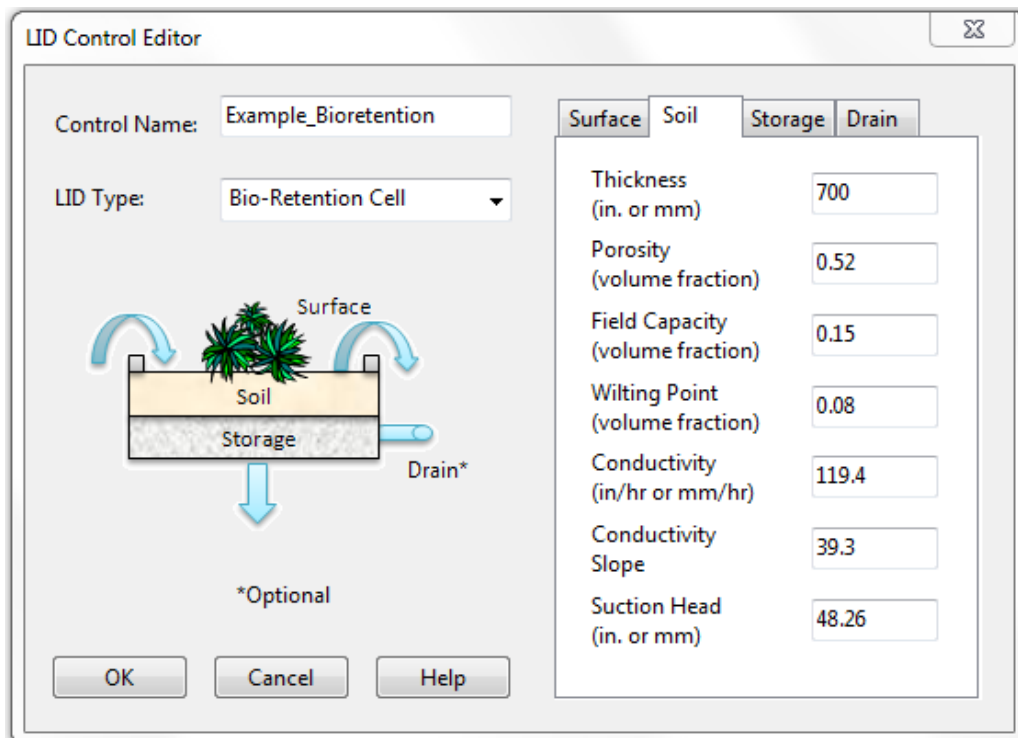 LID Control Editor
Control Name:
Example_Bioretention
LID Type:
Bio-Retention Cell
Surface
Soil
Storage
Drain*
*Optional
OK
Cancel
Help
Surface
Soil
Storage
Drain
Thickness
(in. or mm)
700
Porosity
(volume fraction)
0.52
Field Capacity
(volume fraction)
0.15
Wilting Point
(volume fraction)
0.08
Conductivity
(in/hr or mm/hr)
119.4
Conductivity
Slope
39.3
Suction Head
(in. or mm)
48.26